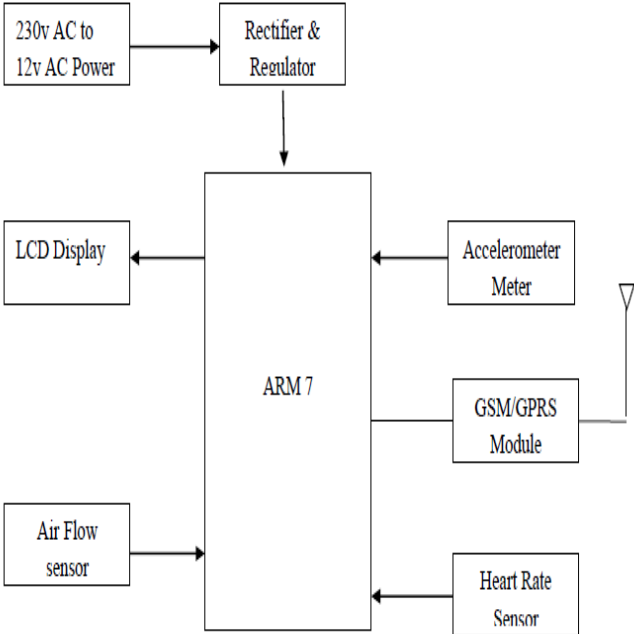 230v AC to
12v AC Power
Rectifier &
Regulator
LCD Display
Accelerometer
Meter
ARM 7
GSM/GPRS
Module
Air Flow
sensor
Heart Rate
Sensor